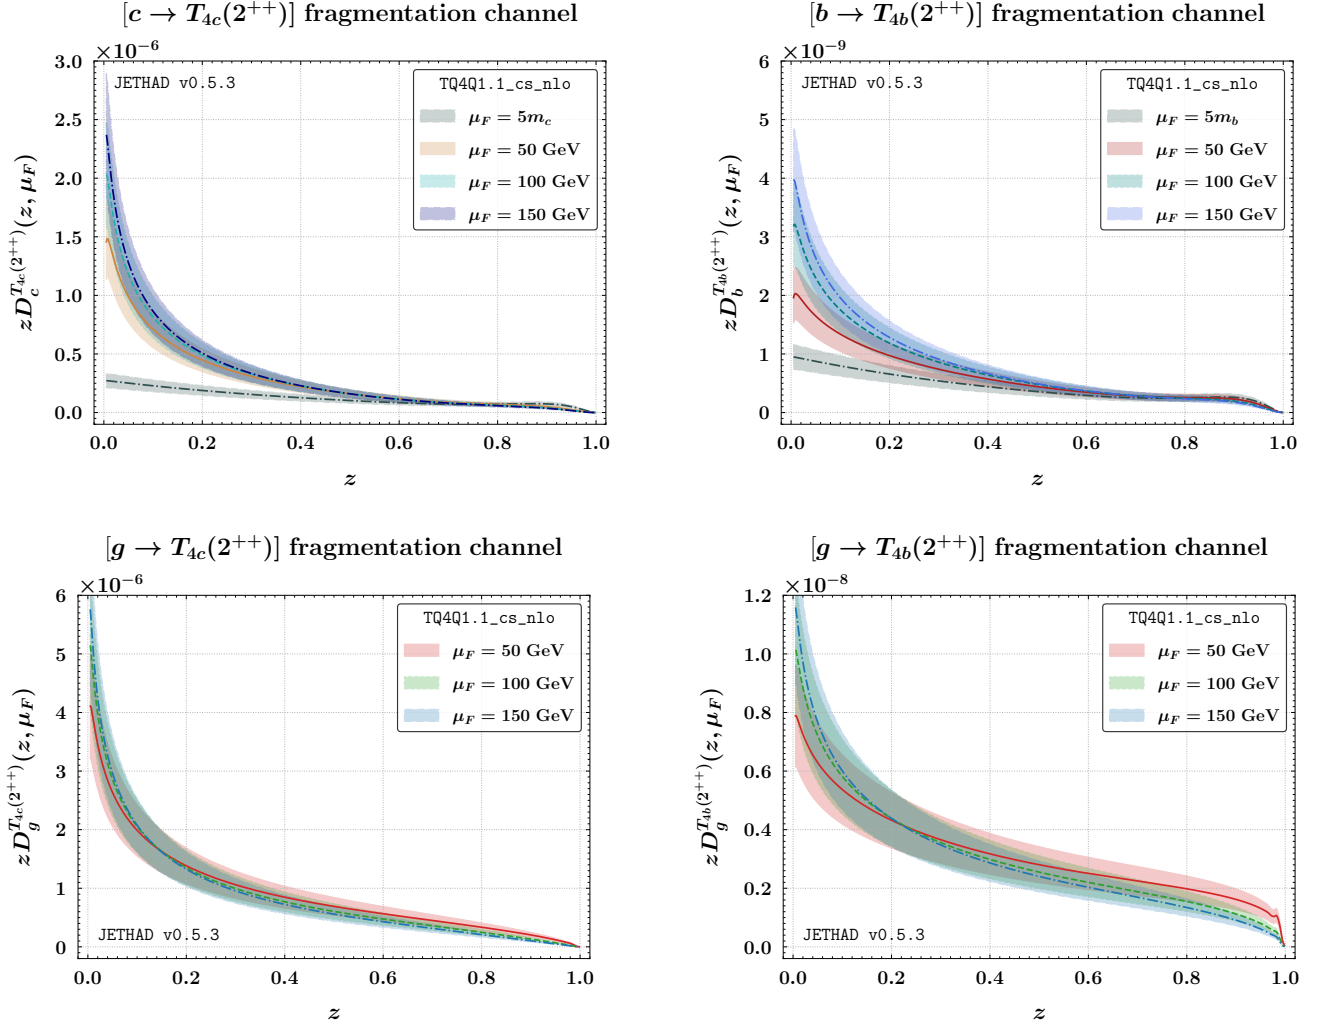 [c → T4c(2++)] fragmentation channel
×10−6
JETHAD v0.5.3
TQ4Q1.1_cs_nlo
μF = 5mc
μF = 50 GeV
μF = 100 GeV
μF = 150 GeV
zDcT4c(2++)(z, μF)
3.0
2.5
2.0
1.5
1.0
0.5
0.0
0.0 0.2 0.4 0.6 0.8 1.0
z
[b → T4b(2++)] fragmentation channel
×10−9
JETHAD v0.5.3
TQ4Q1.1_cs_nlo
μF = 5mb
μF = 50 GeV
μF = 100 GeV
μF = 150 GeV
zDbT4b(2++)(z, μF)
6
5
4
3
2
1
0
0.0 0.2 0.4 0.6 0.8 1.0
z
[g → T4c(2++)] fragmentation channel
×10−6
TQ4Q1.1_cs_nlo
μF = 50 GeV
μF = 100 GeV
μF = 150 GeV
zDgT4c(2++)(z, μF)
6
5
4
3
2
1
0
JETHAD v0.5.3
0.0 0.2 0.4 0.6 0.8 1.0
z
[g → T4b(2++)] fragmentation channel
×10−8
TQ4Q1.1_cs_nlo
μF = 50 GeV
μF = 100 GeV
μF = 150 GeV
zDgT4b(2++)(z, μF)
1.2
1.0
0.8
0.6
0.4
0.2
0.0
JETHAD v0.5.3
0.0 0.2 0.4 0.6 0.8 1.0
z